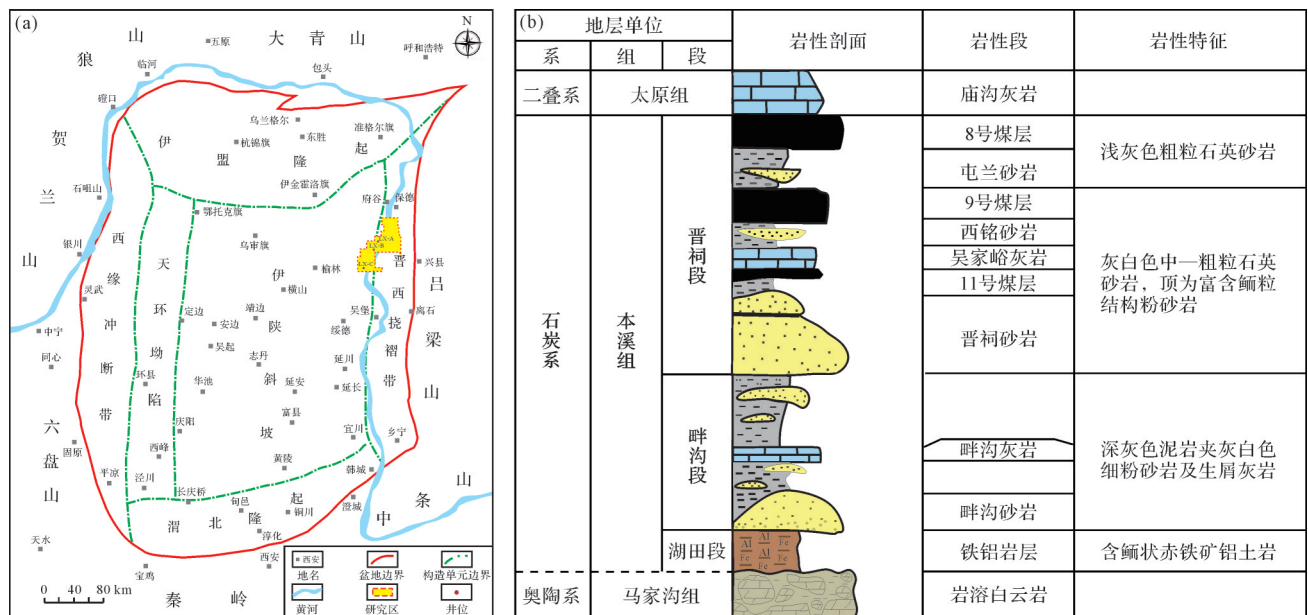 (a)
N
山
五原
大青山
呼和浩特
狼
临河
包头
磴口
乌兰格尔
准格尔旗
贺
伊
杭锦旗
东胜
起
盟
隆
兰
石咀山
伊金霍洛旗
府谷
保德
鄂托克旗
西
乌审旗
LX-A
LX-B
LX-C
银川
天
伊
榆林
晋
兴县
山
缘
横山
西
吕
灵武
环
定边
靖边
陕
吴堡
离石
冲
安边
绥德
挠
中宁
坳
吴起
志丹
梁
同心
断
延川
褶
环县
华池
斜
延安
延长
带
陷
山
带
富县
六
庆阳
坡
宜川
乡宁
固原
西峰
黄陵
盘
平凉
泾川
韩城
长庆桥
起
山
山
旬邑
铜川
澄城
条
渭
北
隆
中
天水
淳化
西安
宝鸡
秦
岭
0 40 80 km
西安
地名
盆地边界
构造单元边界
黄河
研究区
井位
(b)
地层单位
岩性剖面
岩性段
岩性特征
系
组
段
二叠系
太原组
庙沟灰岩
石炭系
本溪组
晋祠段
8号煤层
浅灰色粗粒石英砂岩
屯兰砂岩
9号煤层
西铭砂岩
吴家峪灰岩
11号煤层
晋祠砂岩
灰白色中—粗粒石英
砂岩，顶为富含鲕粒
结构粉砂岩
畔沟段
畔沟灰岩
畔沟砂岩
深灰色泥岩夹灰白色
细粉砂岩及生屑灰岩
湖田段
Al Al
Fe Al Fe
Al Al
Fe Fe
铁铝岩层
含鲕状赤铁矿铝土岩
奥陶系
马家沟组
岩溶白云岩